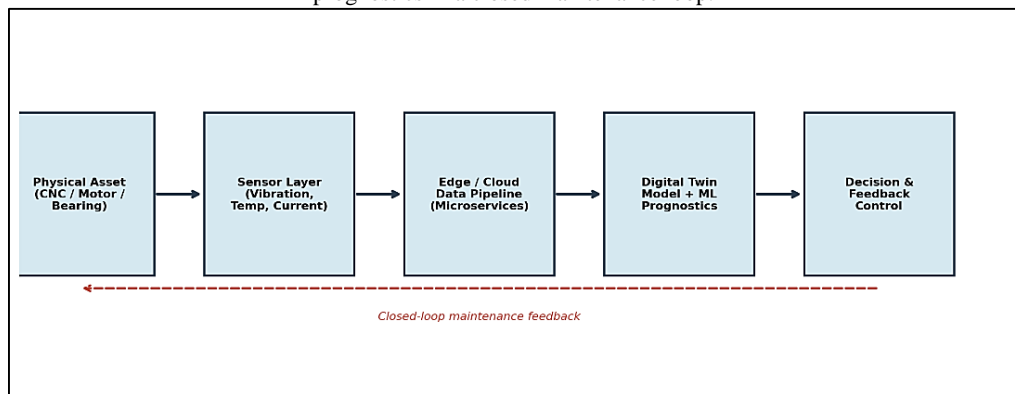 Physical Asset
(CNC / Motor /
Bearing)
Sensor Layer
(Vibration,
Temp, Current)
Edge / Cloud
Data Pipeline
(Microservices)
Digital Twin
Model + ML
Prognostics
Decision &
Feedback
Control
Closed-loop maintenance feedback